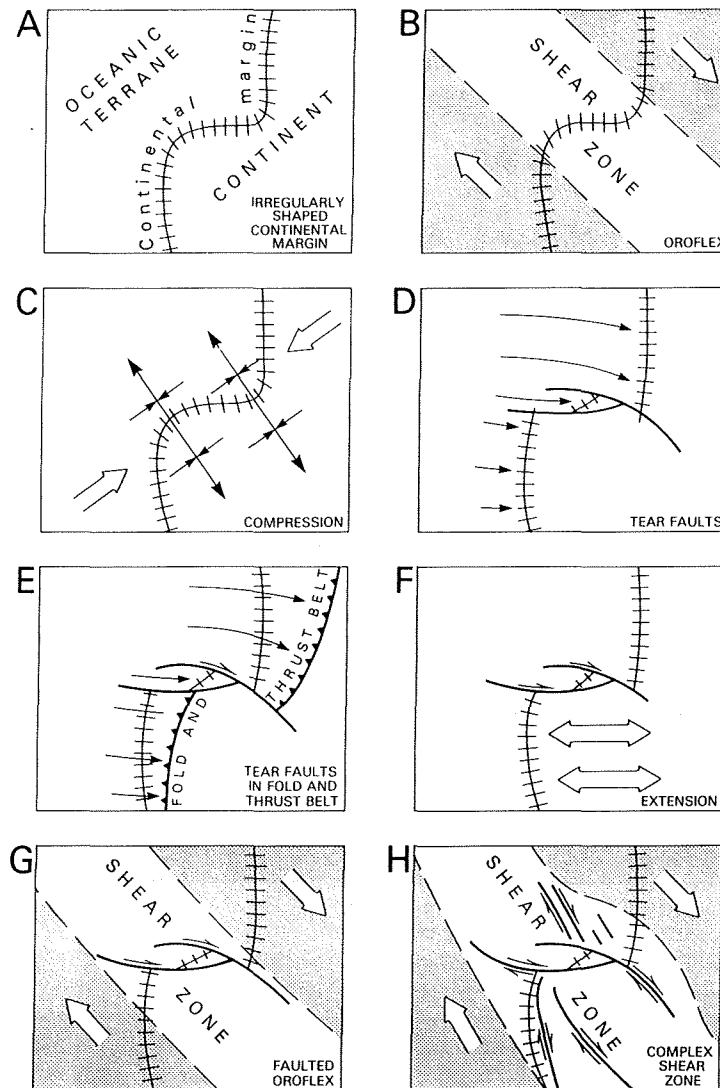 A
OCEANIC
TERRANE
Continental margin
CONTINENT
IRREGULARLY
SHAPED
CONTINENTAL
MARGIN
B
SHEAR
ZONE
OROFLEX
C
COMPRESSION
D
TEAR FAULTS
E
FOLD AND THRUST BELT
TEAR FAULTS
IN FOLD AND
THRUST BELT
F
EXTENSION
G
SHEAR
ZONE
FAULTED
OROFLEX
H
SHEAR
ZONE
COMPLEX
SHEAR
ZONE